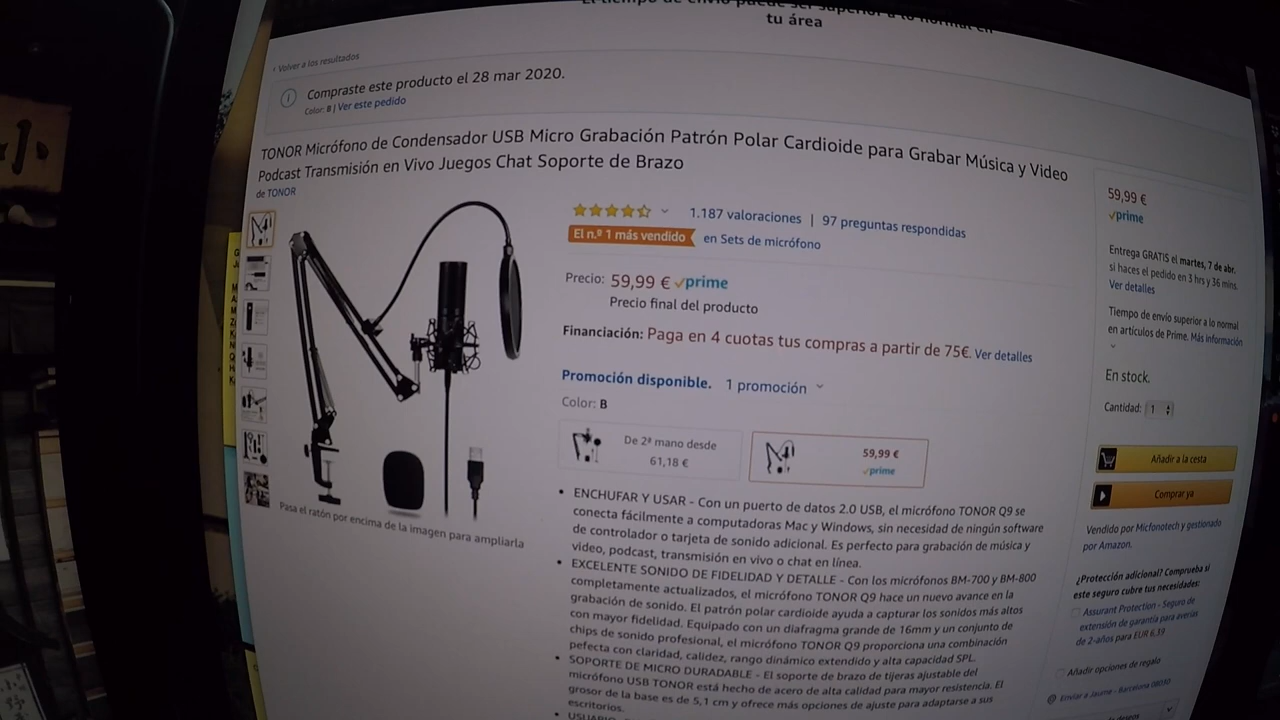 El tiempo de envío puede ser superior a lo normal en
tu área
‹ Volver a los resultados
Compraste este producto el 28 mar 2020.
Color: B | Ver este pedido
TONOR Micrófono de Condensador USB Micro Grabación Patrón Polar Cardioide para Grabar Música y Video
Podcast Transmisión en Vivo Juegos Chat Soporte de Brazo
de TONOR
1.187 valoraciones | 97 preguntas respondidas
El n.º 1 más vendido en Sets de micrófono
Precio: 59,99 € prime
Precio final del producto
Financiación: Paga en 4 cuotas tus compras a partir de 75€. Ver detalles
Promoción disponible. 1 promoción
Color: B
De 2ª mano desde
61,18 €
59,99 €
prime
• ENCHUFAR Y USAR - Con un puerto de datos 2.0 USB, el micrófono TONOR Q9 se
conecta fácilmente a computadoras Mac y Windows, sin necesidad de ningún software
de controlador o tarjeta de sonido adicional. Es perfecto para grabación de música y
video, podcast, transmisión en vivo o chat en línea.
• EXCELENTE SONIDO DE FIDELIDAD Y DETALLE - Con los micrófonos BM-700 y BM-800
completamente actualizados, el micrófono TONOR Q9 hace un nuevo avance en la
grabación de sonido. El patrón polar cardioide ayuda a capturar los sonidos más altos
con mayor fidelidad. Equipado con un diafragma grande de 16mm y un conjunto de
chips de sonido profesional, el micrófono TONOR Q9 proporciona una combinación
pefecta con claridad, calidez, rango dinámico extendido y alta capacidad SPL.
• SOPORTE DE MICRO DURADABLE - El soporte de brazo de tijeras ajustable del
micrófono USB TONOR está hecho de acero de alta calidad para mayor resistencia. El
grosor de la base es de 5,1 cm y ofrece más opciones de ajuste para adaptarse a sus
escritorios.
Pasa el ratón por encima de la imagen para ampliarla
59,99 €
prime
Entrega GRATIS el martes, 7 de abr.
si haces el pedido en 3 hrs y 36 mins.
Ver detalles
Tiempo de envío superior a lo normal
en artículos de Prime. Más información
En stock.
Cantidad: 1
Añadir a la cesta
Comprar ya
Vendido por Micfonotech y gestionado
por Amazon.
¿Protección adicional? Comprueba si
este seguro cubre tus necesidades:
Assurant Protection - Seguro de
extensión de garantía para averías
de 2-años para EUR 6,39
Añadir opciones de regalo
Enviar a Jaume - Barcelona 08030
小